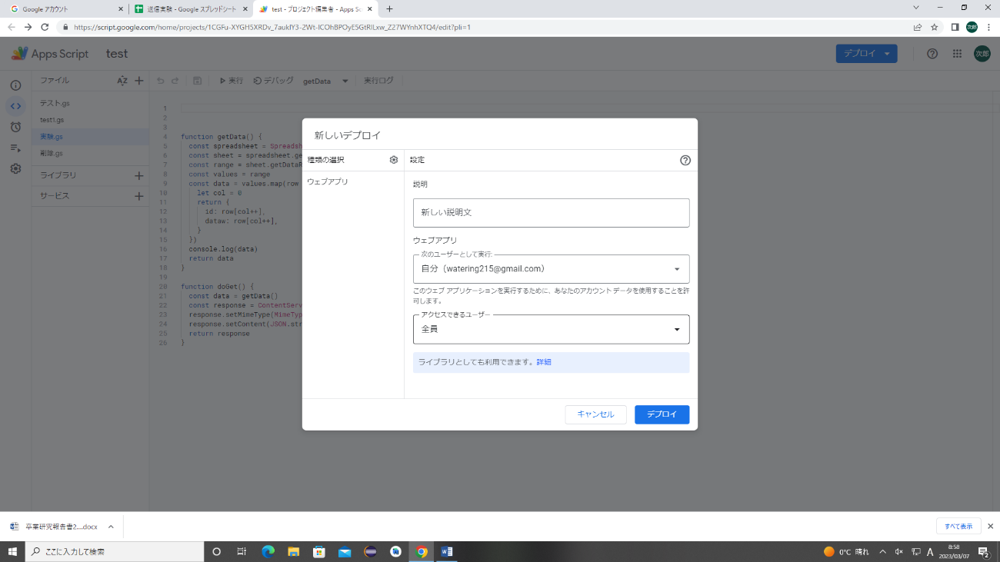 Google アカウント
送信実験 - Google スプレッドシート
test - プロジェクト編集者 - Apps Sc
https://script.google.com/home/projects/1CGFu-XYGH5XRDv_7aukIY3-2Wt-ICOhBPOyE5GtRILxw_Z27WYnhXTQ4/edit?pli=1
次郎
Apps Script
test
デプロイ
次郎
ファイル
AZ
実行
デバッグ
getData
実行ログ
テスト.gs
test1.gs
実験.gs
削除.gs
ライブラリ
サービス
1
2
3
4 function getData() {
5 const spreadsheet = Spreadsh
6 const sheet = spreadsheet.ge
7 const range = sheet.getDataR
8 const values = range
9 const data = values.map(row
10 let col = 0
11 return {
12 id: row[col++],
13 dataw: row[col++],
14 }
15 })
16 console.log(data)
17 return data
18 }
19
20 function doGet() {
21 const data = getData()
22 const response = ContentServ
23 response.setMimeType(MimeTyp
24 response.setContent(JSON.str
25 return response
26 }
新しいデプロイ
種類の選択
設定
ウェブアプリ
説明
新しい説明文
ウェブアプリ
次のユーザーとして実行:
自分（watering215@gmail.com）
このウェブ アプリケーションを実行するために、あなたのアカウント データを使用することを許
可します。
アクセスできるユーザー
全員
ライブラリとしても利用できます。詳細
キャンセル
デプロイ
卒業研究報告書2....docx
すべて表示
ここに入力して検索
0°C 晴れ
A
8:58
2023/03/07
2